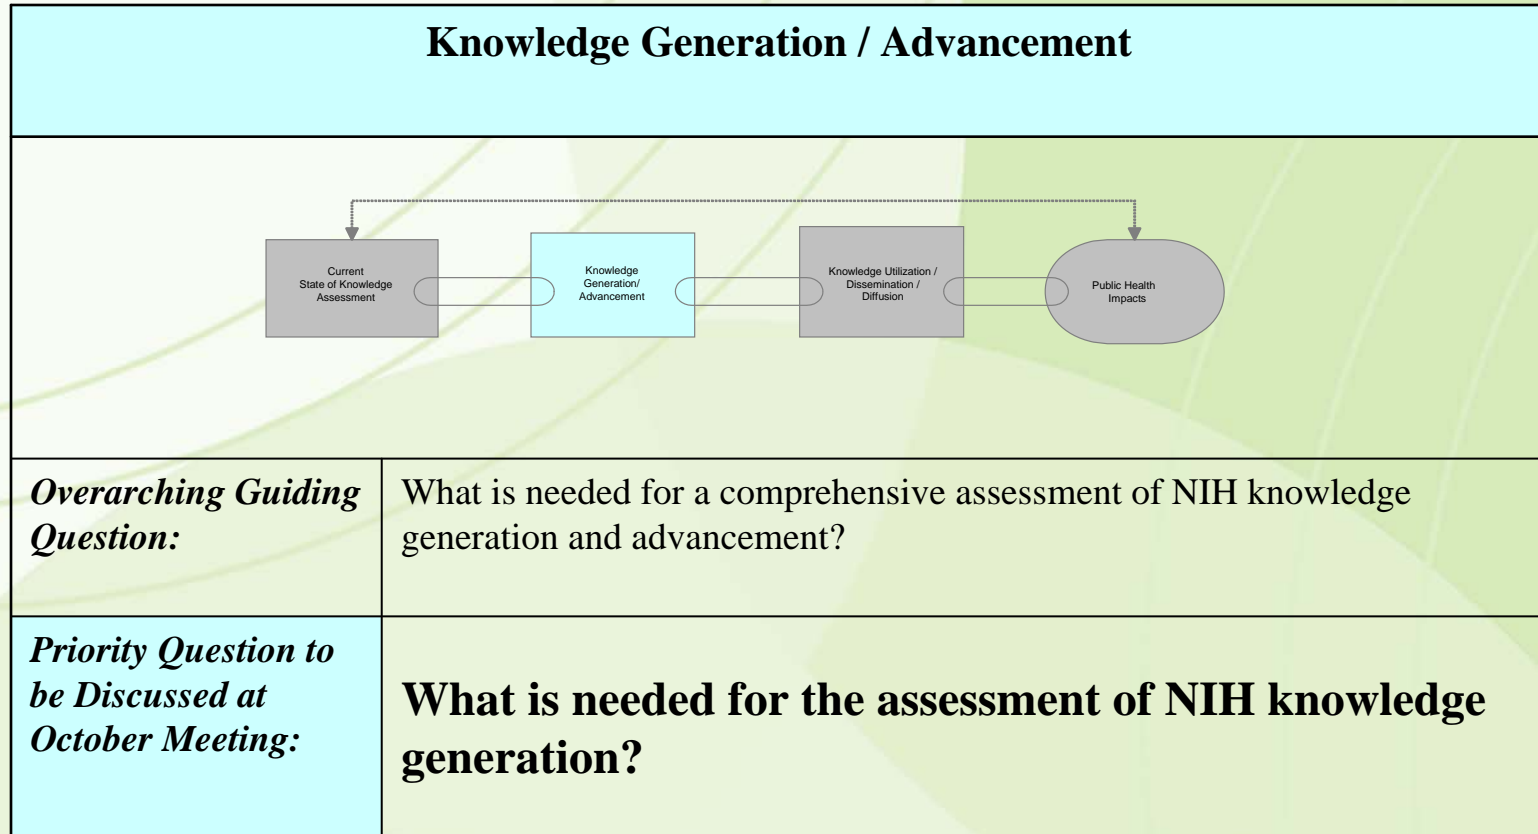 Knowledge Generation / Advancement
Current
State of Knowledge
Assessment
Knowledge
Generation/
Advancement
Knowledge Utilization /
Dissemination /
Diffusion
Public Health
Impacts
Overarching Guiding
Question:
What is needed for a comprehensive assessment of NIH knowledge
generation and advancement?
Priority Question to
be Discussed at
October Meeting:
What is needed for the assessment of NIH knowledge
generation?